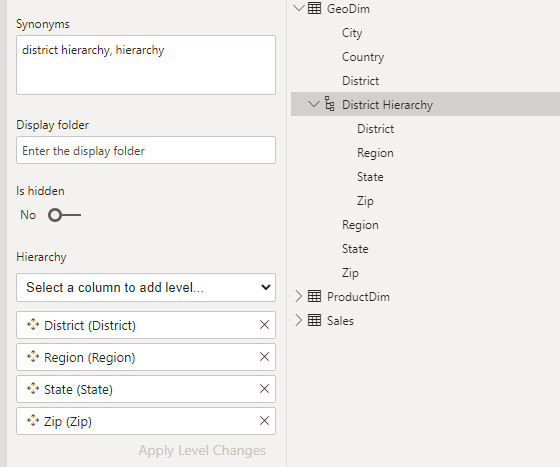 Synonyms
district hierarchy, hierarchy
Display folder
Enter the display folder
Is hidden
No
Hierarchy
Select a column to add level...
District (District)
Region (Region)
State (State)
Zip (Zip)
Apply Level Changes
GeoDim
City
Country
District
District Hierarchy
District
Region
State
Zip
Region
State
Zip
ProductDim
Sales